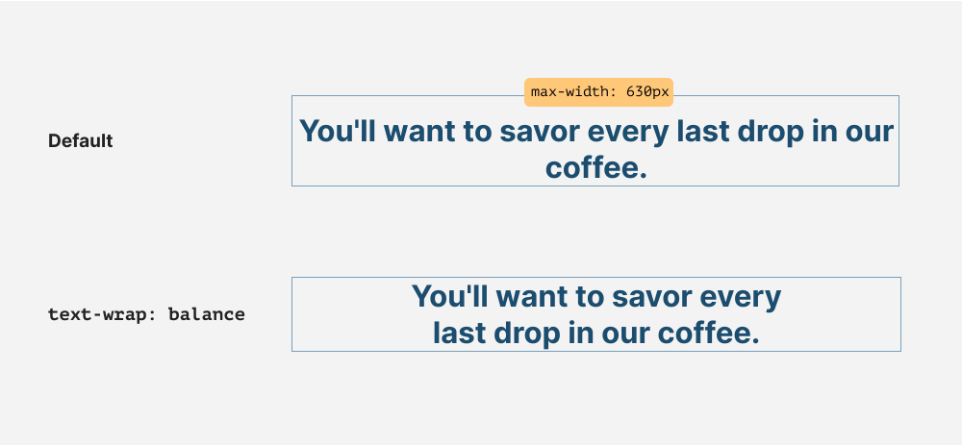 max-width: 630px
Default
You'll want to savor every last drop in our
coffee.
text-wrap: balance
You'll want to savor every
last drop in our coffee.